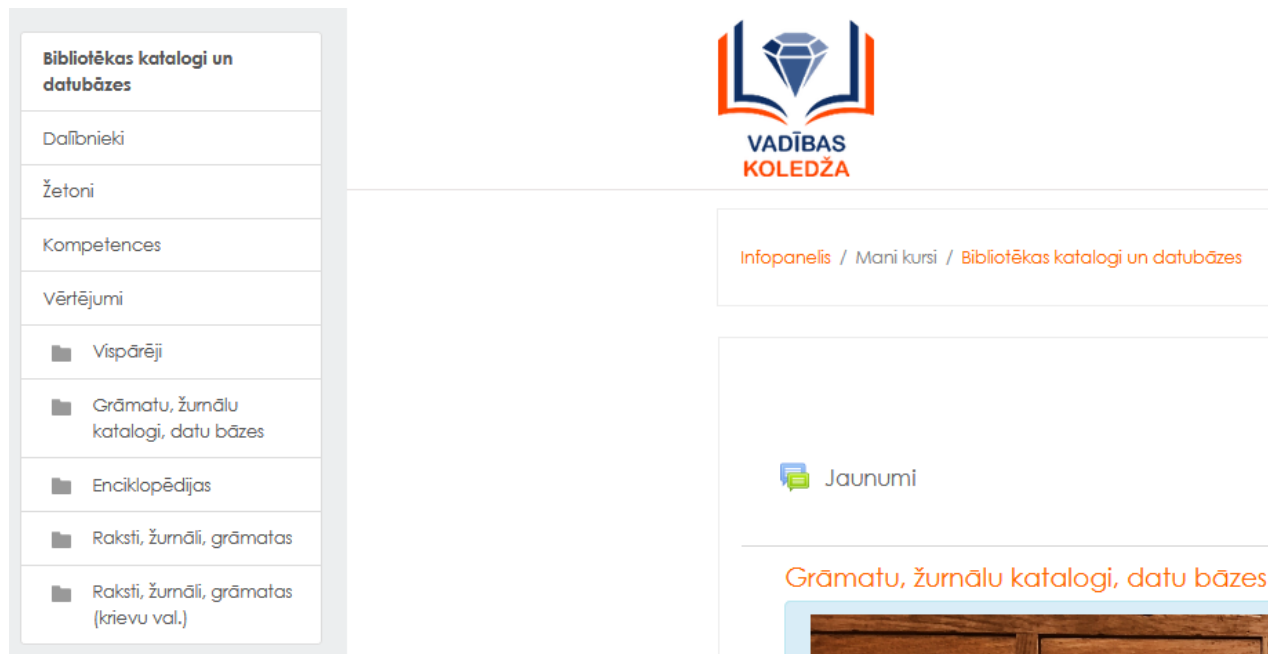 Bibliotēkas katalogi un
datubāzes
Dalībnieki
Žetoni
Kompetences
Vērtējumi
Vispārēji
Grāmatu, žurnālu
katalogi, datu bāzes
Enciklopēdijas
Raksti, žurnāli, grāmatas
Raksti, žurnāli, grāmatas
(krievu val.)
VADĪBAS
KOLEDŽA
Infopanelis / Mani kursi / Bibliotēkas katalogi un datubāzes
Jaunumi
Grāmatu, žurnālu katalogi, datu bāzes